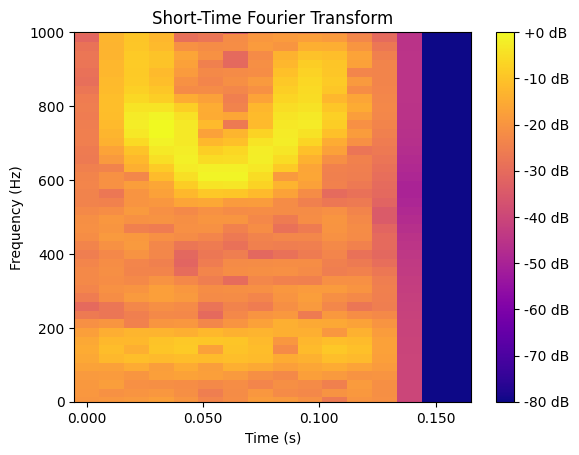 Short-Time Fourier Transform
1000
800
600
400
200
0
Frequency (Hz)
0.000
0.050
0.100
0.150
Time (s)
+0 dB
-10 dB
-20 dB
-30 dB
-40 dB
-50 dB
-60 dB
-70 dB
-80 dB